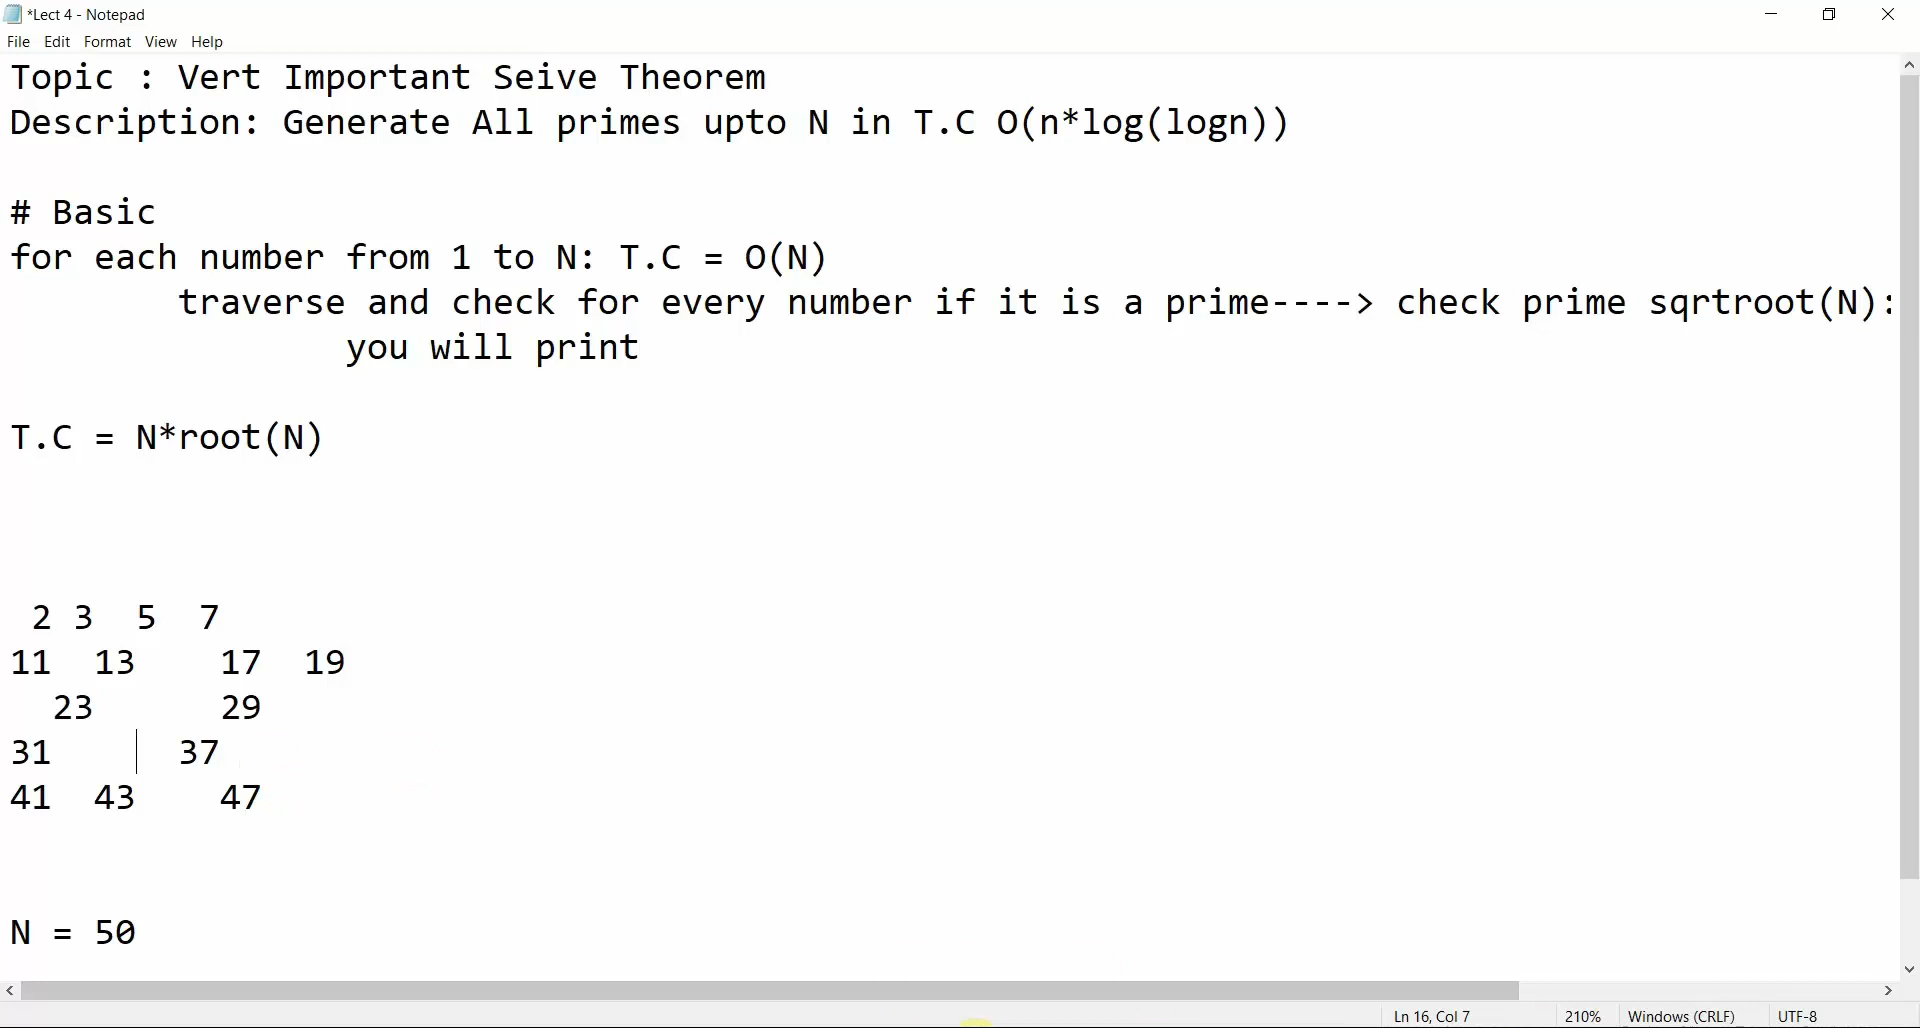 *Lect 4 - Notepad
File Edit Format View Help
Topic : Vert Important Seive Theorem
Description: Generate All primes upto N in T.C O(n*log(logn))
# Basic
for each number from 1 to N: T.C = O(N)
traverse and check for every number if it is a prime----> check prime sqrtroot(N):
you will print
T.C = N*root(N)
2 3 5 7
11 13 17 19
23 29
31 37
41 43 47
N = 50
Ln 16, Col 7 210% Windows (CRLF) UTF-8